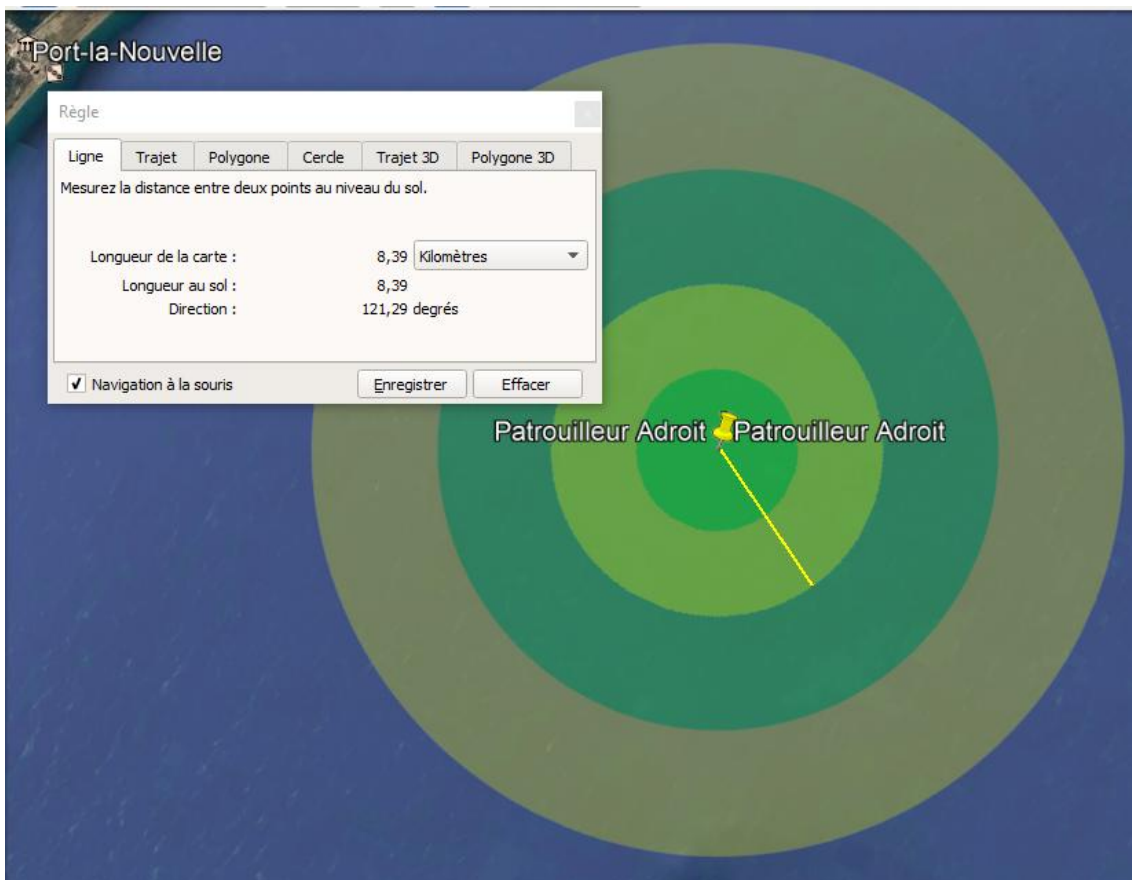 Port-la-Nouvelle
Règle
Ligne Trajet Polygone Cercle Trajet 3D Polygone 3D
Mesurez la distance entre deux points au niveau du sol.
Longueur de la carte : 8,39 Kilomètres
Longueur au sol : 8,39
Direction : 121,29 degrés
Navigation à la souris Enregistrer Effacer
Patrouilleur Adroit Patrouilleur Adroit